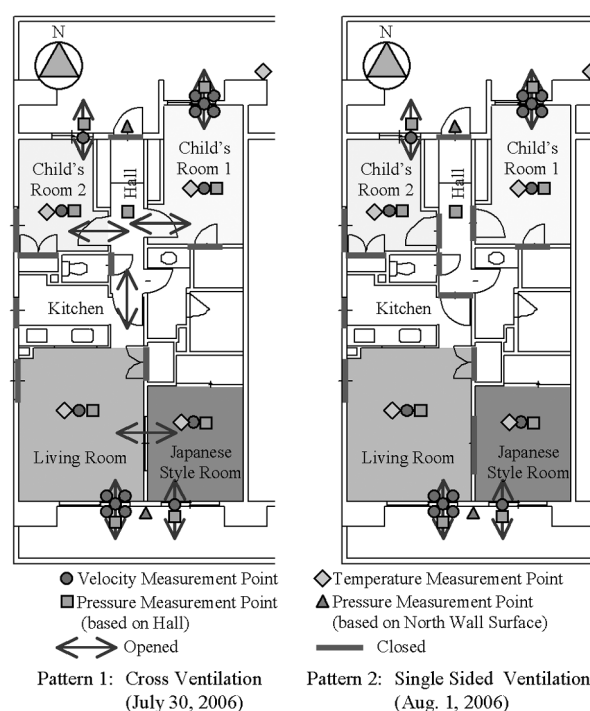 N
N
Child's
Room 2
Hall
Child's
Room 1
Kitchen
Living Room
Japanese
Style Room
Child's
Room 2
Hall
Child's
Room 1
Kitchen
Living Room
Japanese
Style Room
Velocity Measurement Point
Temperature Measurement Point
Pressure Measurement Point
(based on Hall)
Pressure Measurement Point
(based on North Wall Surface)
Opened
Closed
Pattern 1: Cross Ventilation
(July 30, 2006)
Pattern 2: Single Sided Ventilation
(Aug. 1, 2006)